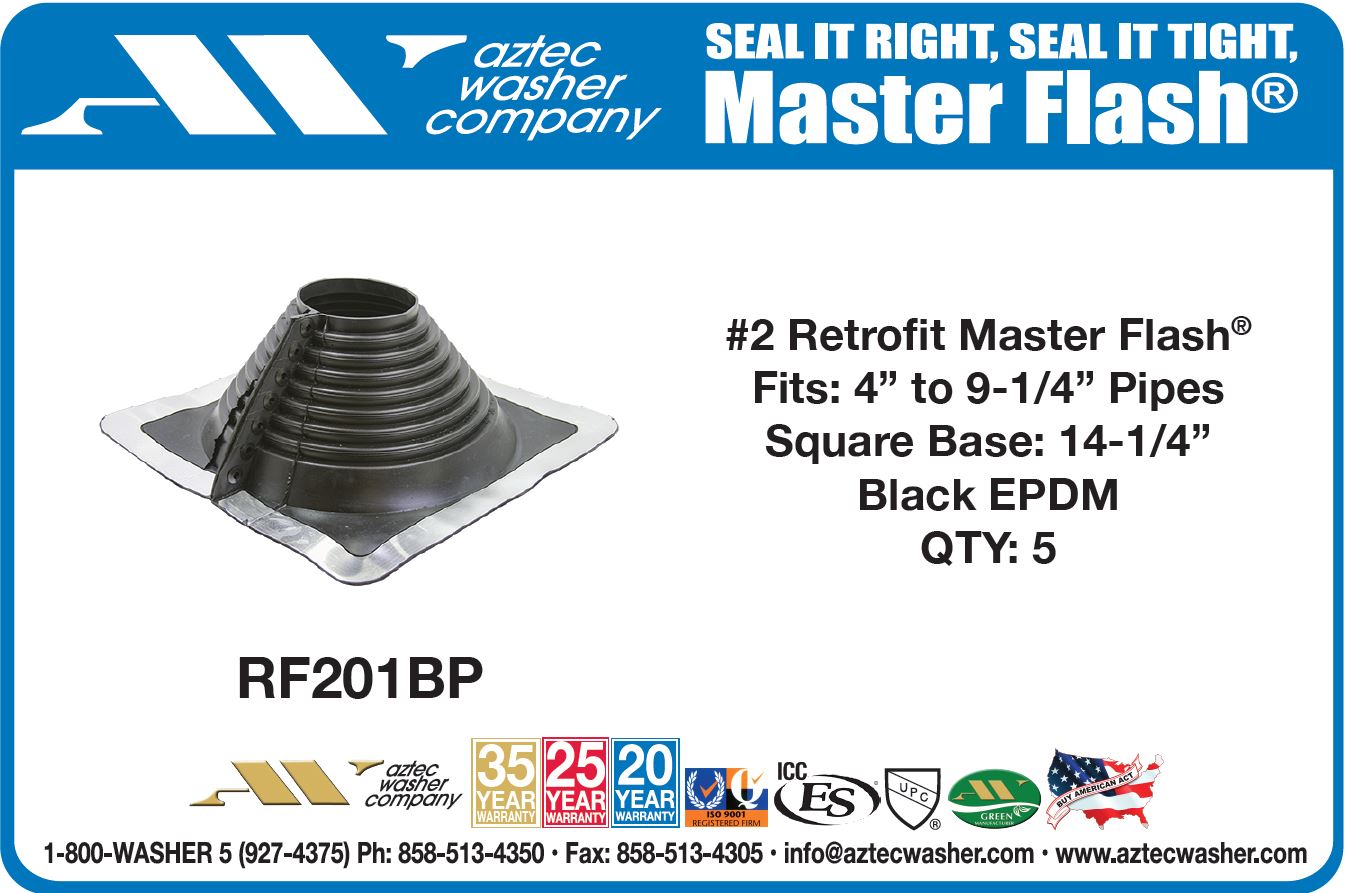 aztec
washer
company
SEAL IT RIGHT, SEAL IT TIGHT,
Master Flash®
#2 Retrofit Master Flash®
Fits: 4” to 9-1/4” Pipes
Square Base: 14-1/4”
Black EPDM
QTY: 5
RF201BP
aztec
washer
company
35
YEAR
WARRANTY
25
YEAR
WARRANTY
20
YEAR
WARRANTY
Q
ISO 9001
REGISTERED FIRM
ICC
ES
UPC
®
GREEN
MANUFACTURER
BUY AMERICAN ACT
1-800-WASHER 5 (927-4375) Ph: 858-513-4350 • Fax: 858-513-4305 • info@aztecwasher.com • www.aztecwasher.com